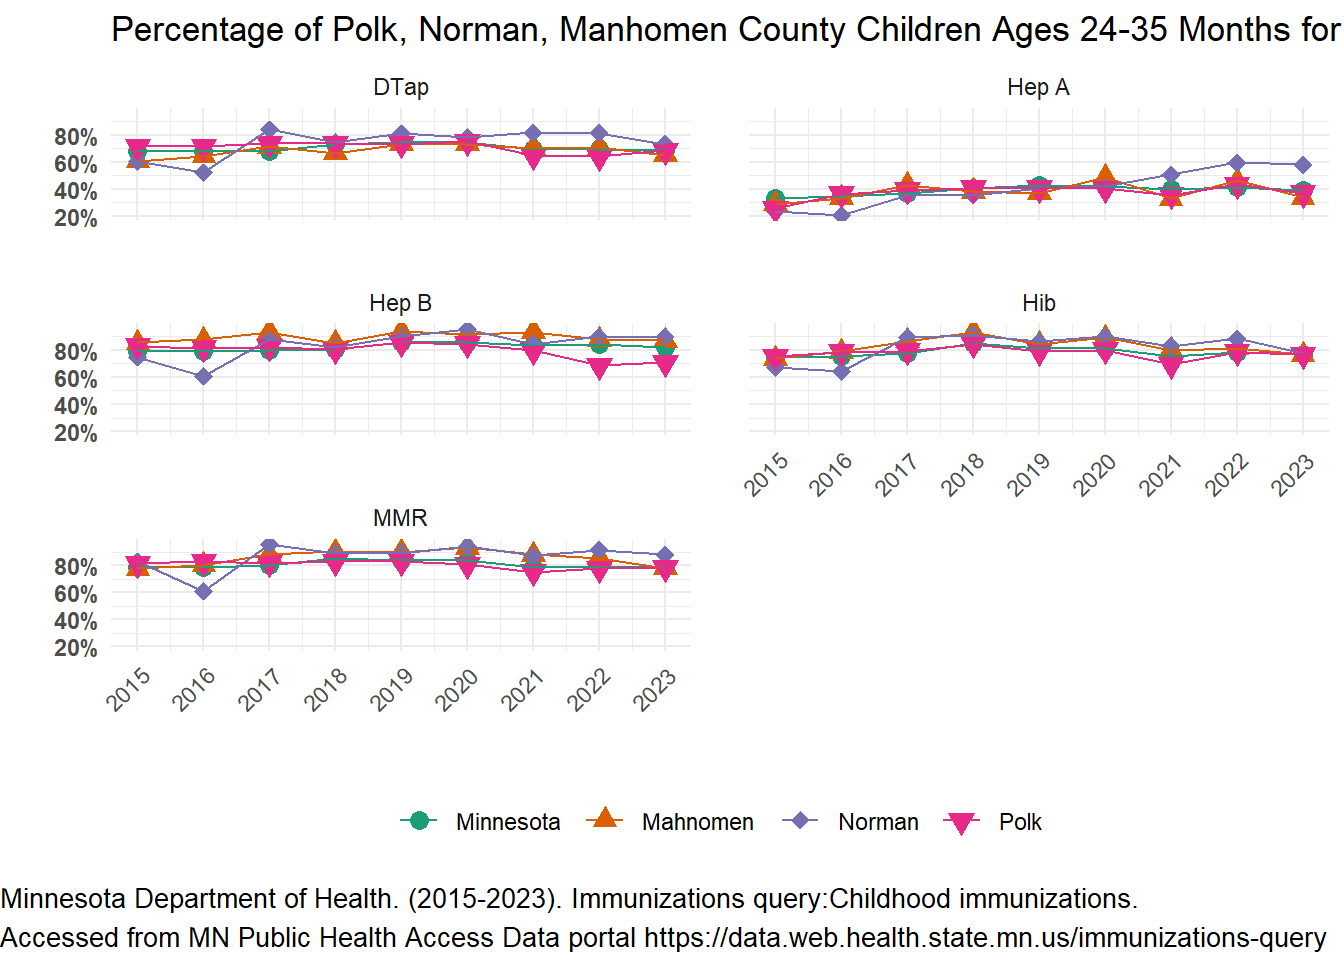 Percentage of Polk, Norman, Manhomen County Children Ages 24-35 Months for
DTap
Hep A
80%
60%
40%
20%
Hep B
Hib
80%
60%
40%
20%
2015 2016 2017 2018 2019 2020 2021 2022 2023
MMR
80%
60%
40%
20%
2015 2016 2017 2018 2019 2020 2021 2022 2023
Minnesota Mahnomen Norman Polk
Minnesota Department of Health. (2015-2023). Immunizations query:Childhood immunizations.
Accessed from MN Public Health Access Data portal https://data.web.health.state.mn.us/immunizations-query